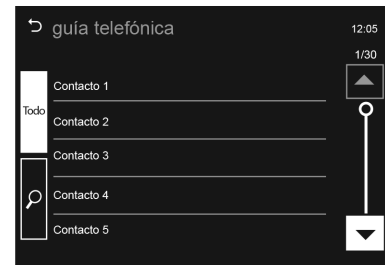 guía telefónica
12:05
1/30
Todo
Contacto 1
Contacto 2
Contacto 3
Contacto 4
Contacto 5